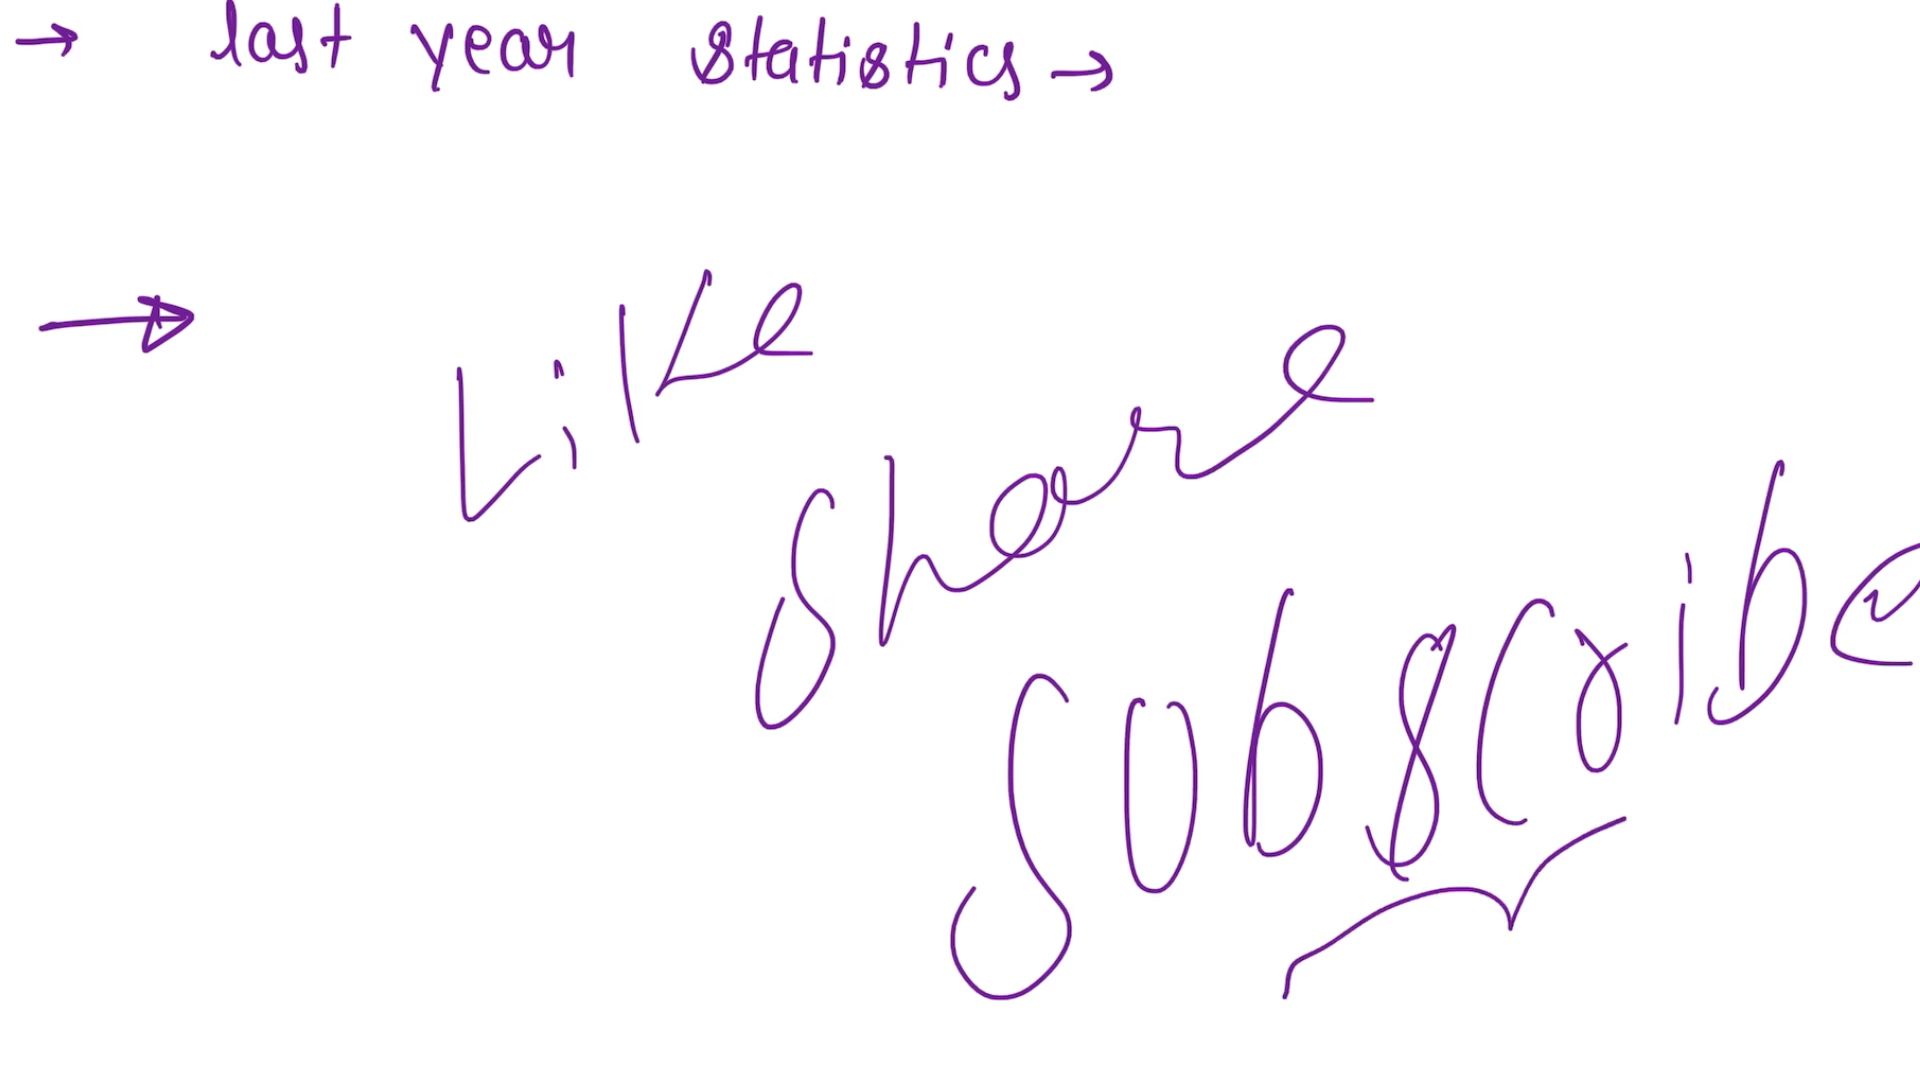 → last year statistics →
→ Like
Share
Subscribe